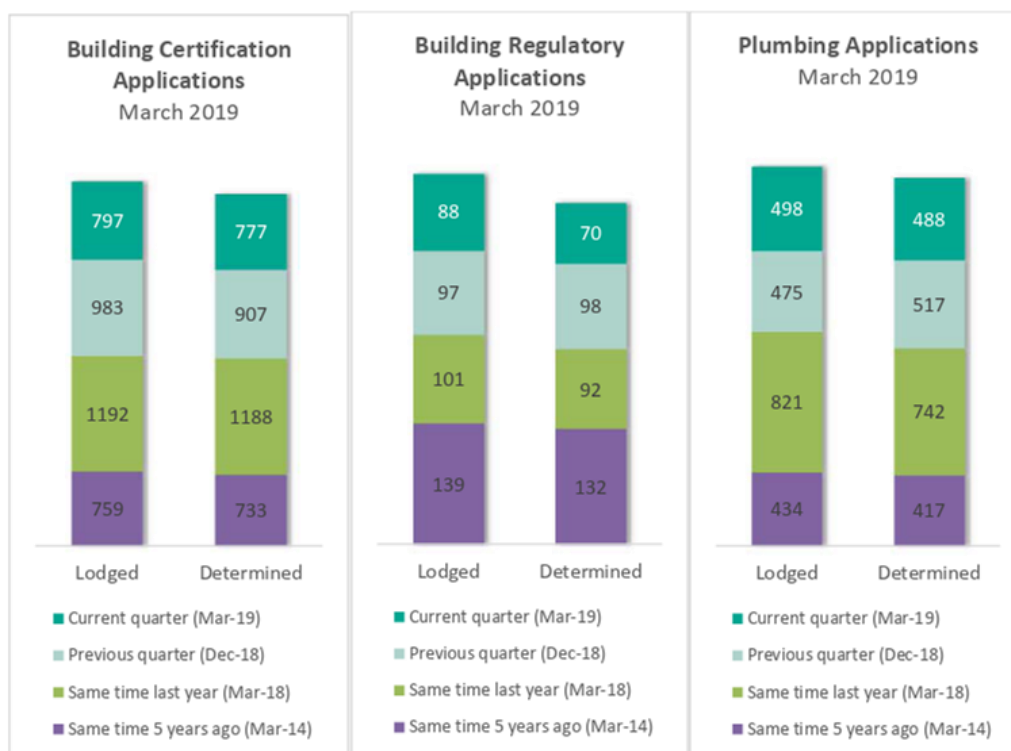 Building Certification
Applications
March 2019
797
777
983
907
1192
1188
759
733
Lodged
Determined
Current quarter (Mar-19)
Previous quarter (Dec-18)
Same time last year (Mar-18)
Same time 5 years ago (Mar-14)
Building Regulatory
Applications
March 2019
88
70
97
98
101
92
139
132
Lodged
Determined
Current quarter (Mar-19)
Previous quarter (Dec-18)
Same time last year (Mar-18)
Same time 5 years ago (Mar-14)
Plumbing Applications
March 2019
498
488
475
517
821
742
434
417
Lodged
Determined
Current quarter (Mar-19)
Previous quarter (Dec-18)
Same time last year (Mar-18)
Same time 5 years ago (Mar-14)